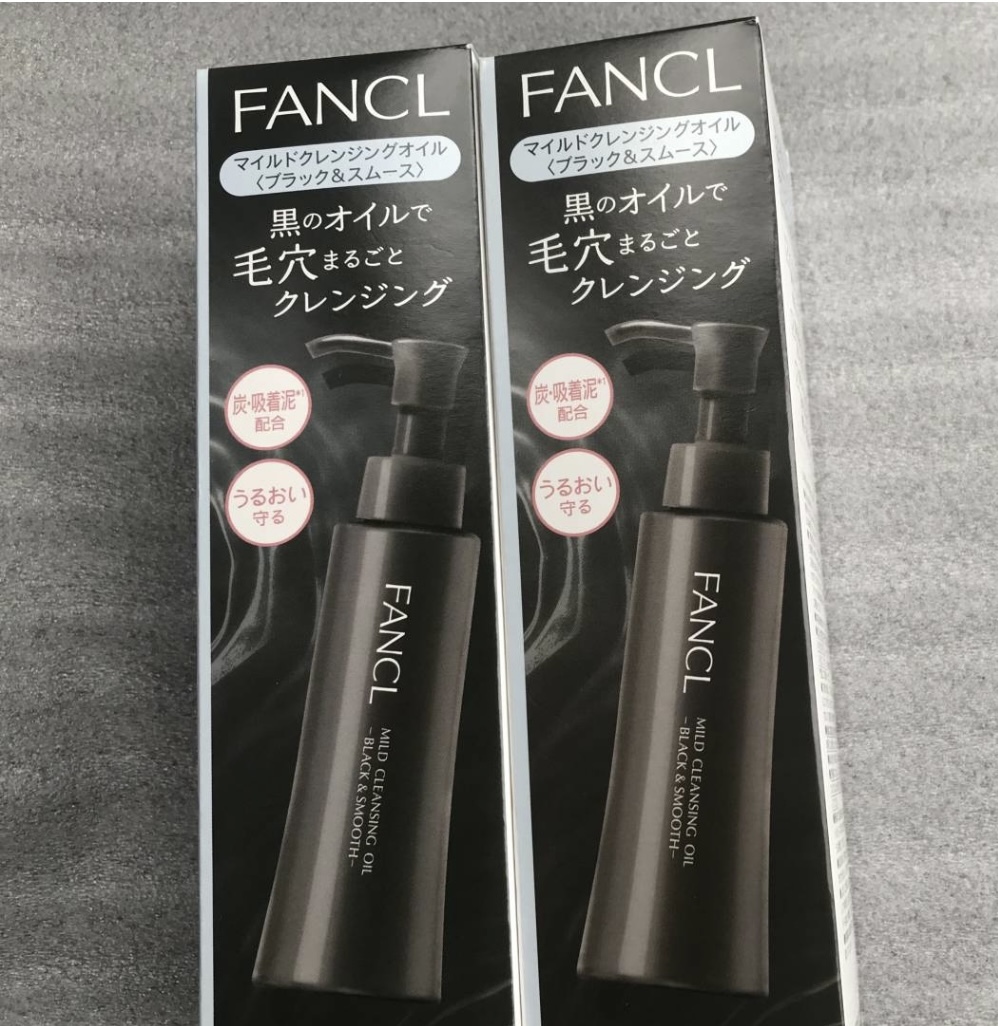 FANCL
マイルドクレンジングオイル
〈ブラック&スムース〉
黒のオイルで
毛穴まるごと
クレンジング
炭・吸着泥*1
配合
うるおい
守る
FANCL
MILD CLEANSING OIL
–BLACK & SMOOTH–
FANCL
マイルドクレンジングオイル
〈ブラック&スムース〉
黒のオイルで
毛穴まるごと
クレンジング
炭・吸着泥*1
配合
うるおい
守る
FANCL
MILD CLEANSING OIL
–BLACK & SMOOTH–